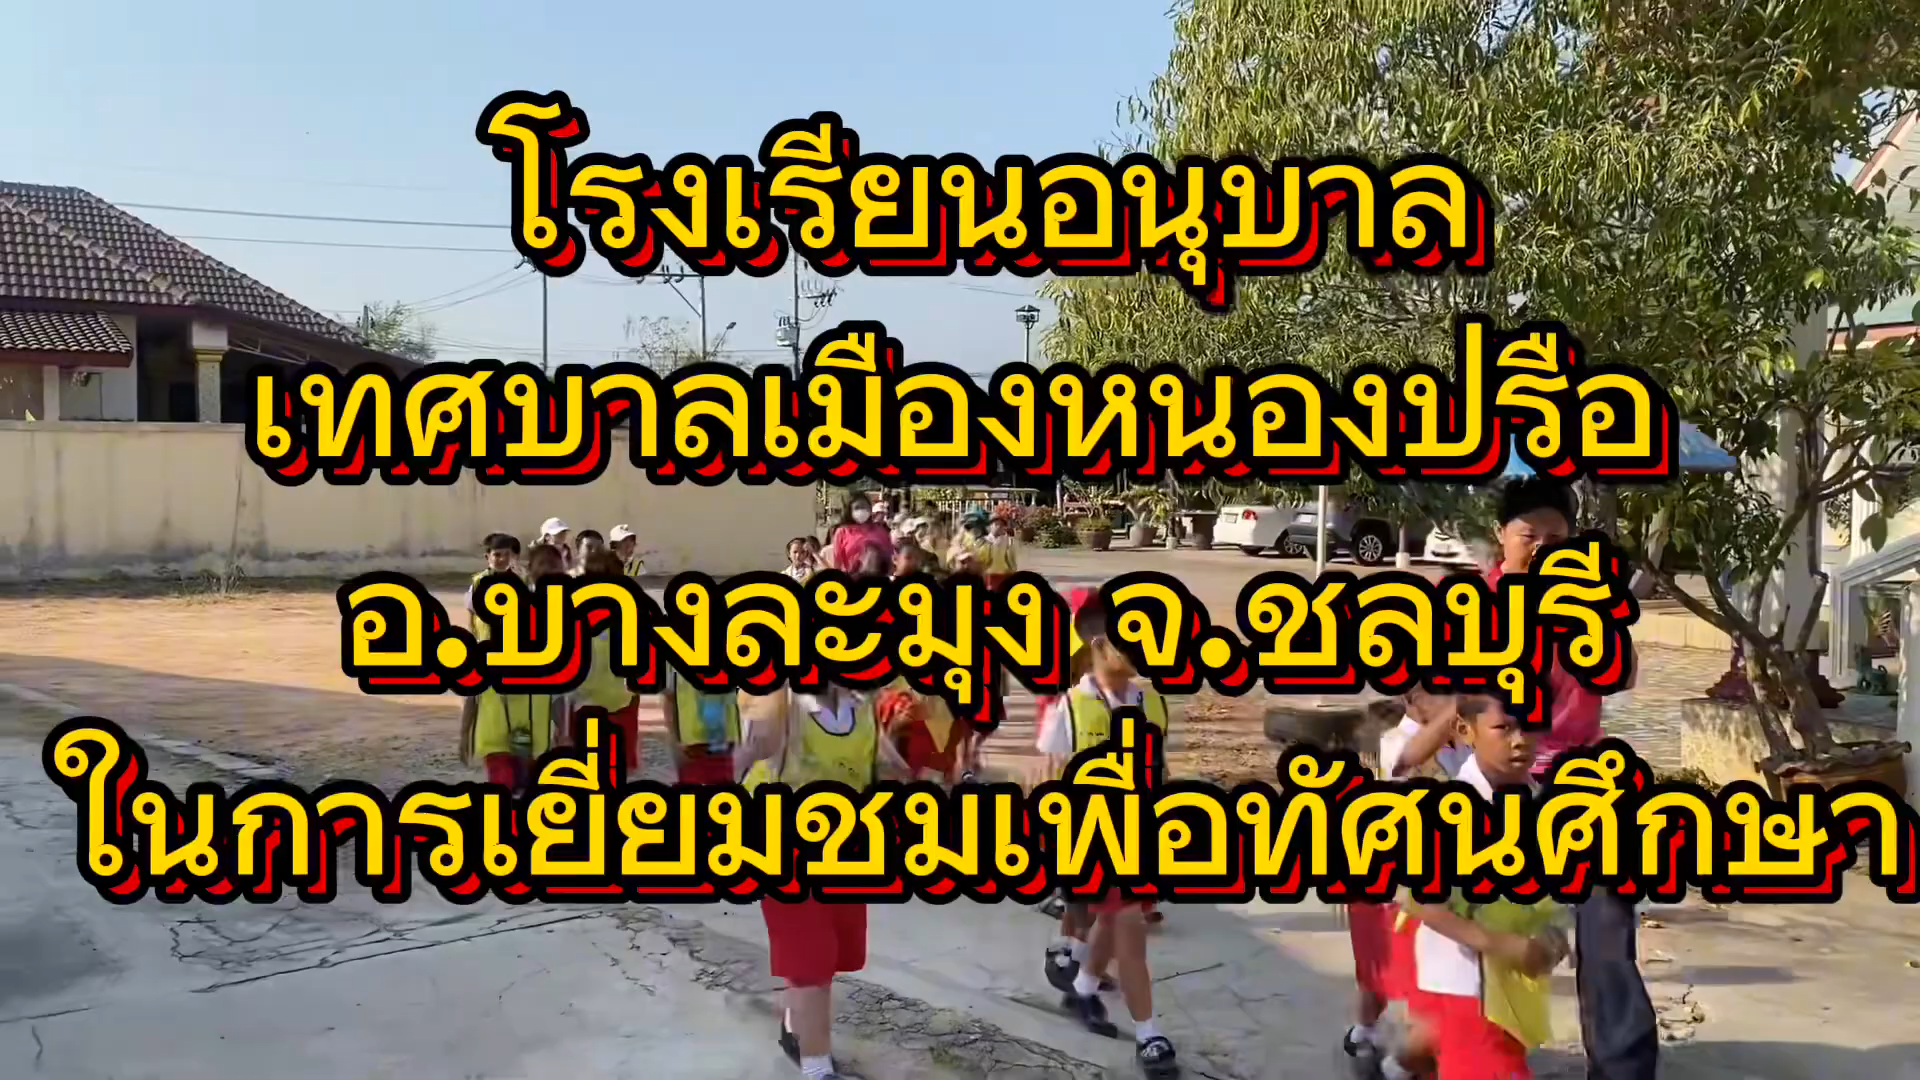 โรงเรียนอนุบาล
เทศบาลเมืองหนองปรือ
อ.บางละมุง จ.ชลบุรี
ในการเยี่ยมชมเพื่อทัศนศึกษา